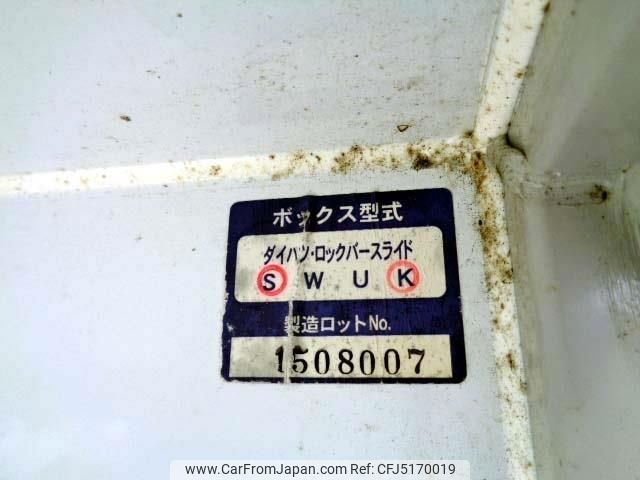 ボックス型式
ダイハツ・ロックバースライド
S W U K
製造ロットNo.
1508007
www.CarFromJapan.com | CFJ5170019